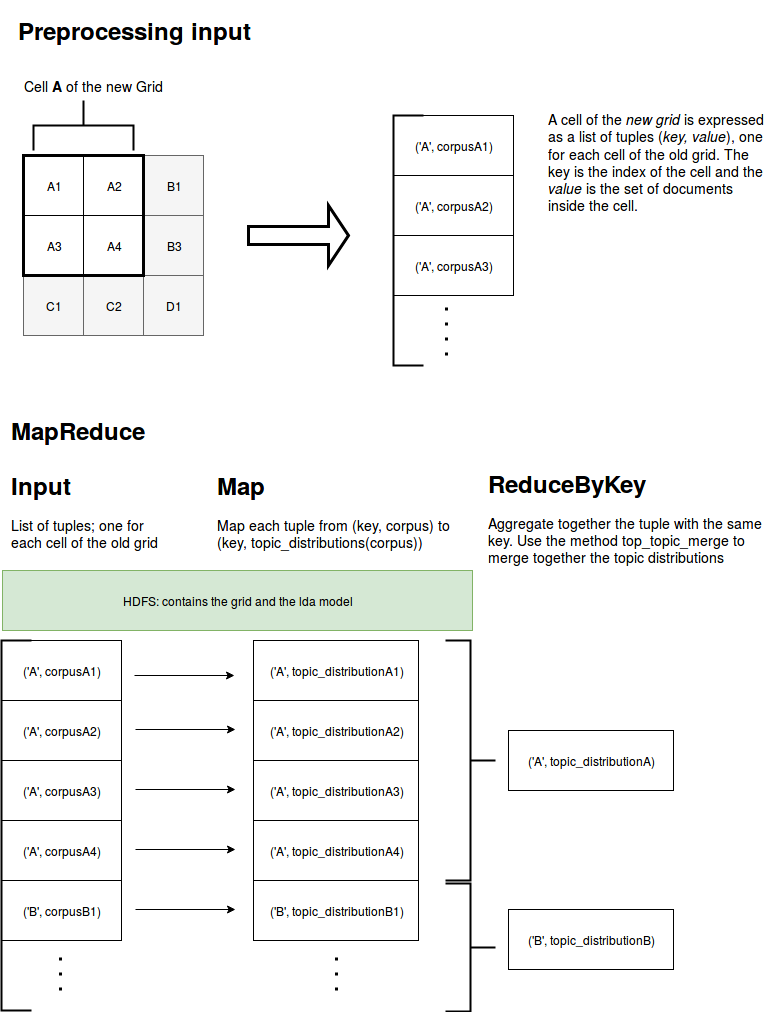 Preprocessing input
Cell A of the new Grid
A1 A2 B1
A3 A4 B3
C1 C2 D1
('A', corpusA1)
('A', corpusA2)
('A', corpusA3)
A cell of the new grid is expressed
as a list of tuples (key, value), one
for each cell of the old grid. The
key is the index of the cell and the
value is the set of documents
inside the cell.
MapReduce
Input
List of tuples; one for
each cell of the old grid
Map
Map each tuple from (key, corpus) to
(key, topic_distributions(corpus))
ReduceByKey
Aggregate together the tuple with the same
key. Use the method top_topic_merge to
merge together the topic distributions
HDFS: contains the grid and the lda model
('A', corpusA1)
('A', corpusA2)
('A', corpusA3)
('A', corpusA4)
('B', corpusB1)
('A', topic_distributionA1)
('A', topic_distributionA2)
('A', topic_distributionA3)
('A', topic_distributionA4)
('B', topic_distributionB1)
('A', topic_distributionA)
('B', topic_distributionB)